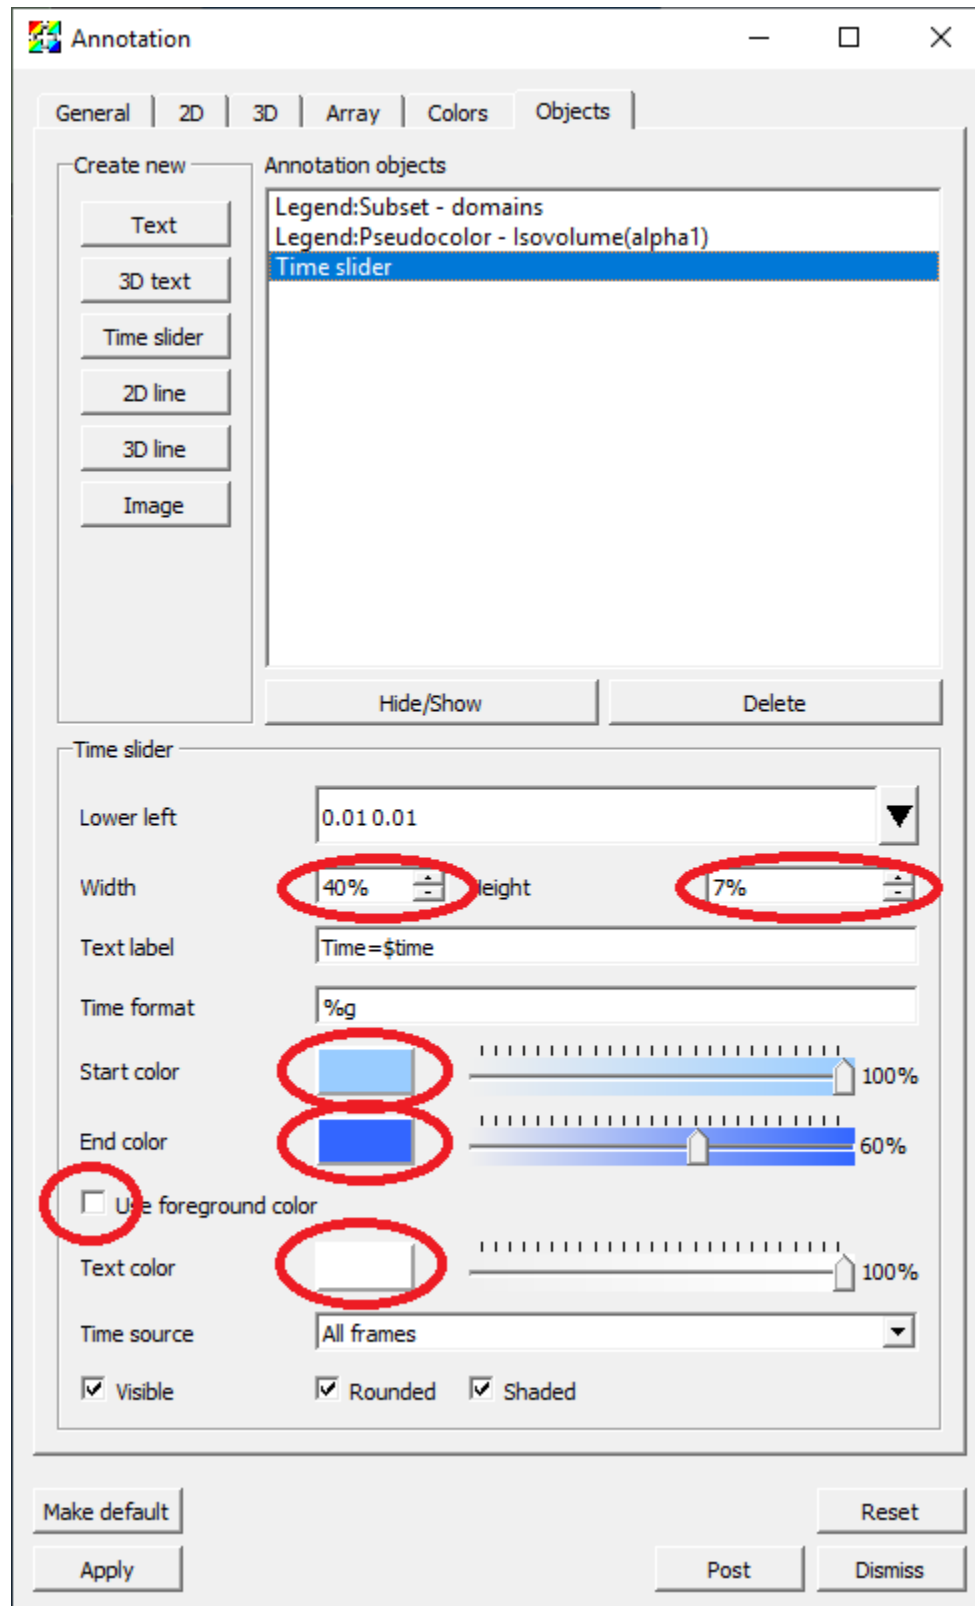 Annotation
General 2D 3D Array Colors Objects
Create new
Text
3D text
Time slider
2D line
3D line
Image
Annotation objects
Legend:Subset - domains
Legend:Pseudocolor - Isovolume(alpha1)
Time slider
Hide/Show Delete
Time slider
Lower left 0.01 0.01
Width 40% Height 7%
Text label Time=$time
Time format %g
Start color 100%
End color 60%
Use foreground color
Text color 100%
Time source All frames
Visible Rounded Shaded
Make default Reset
Apply Post Dismiss